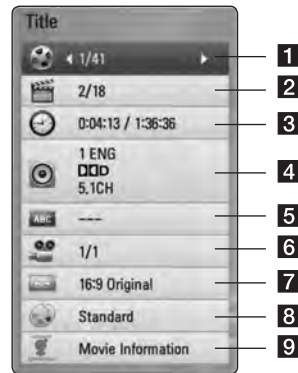 Title
1/41 1
2/18 2
0:04:13 / 1:36:36 3
1 ENG
DDD
5.1CH 4
ABC --- 5
1/1 6
16:9 Original 7
Standard 8
Movie Information 9